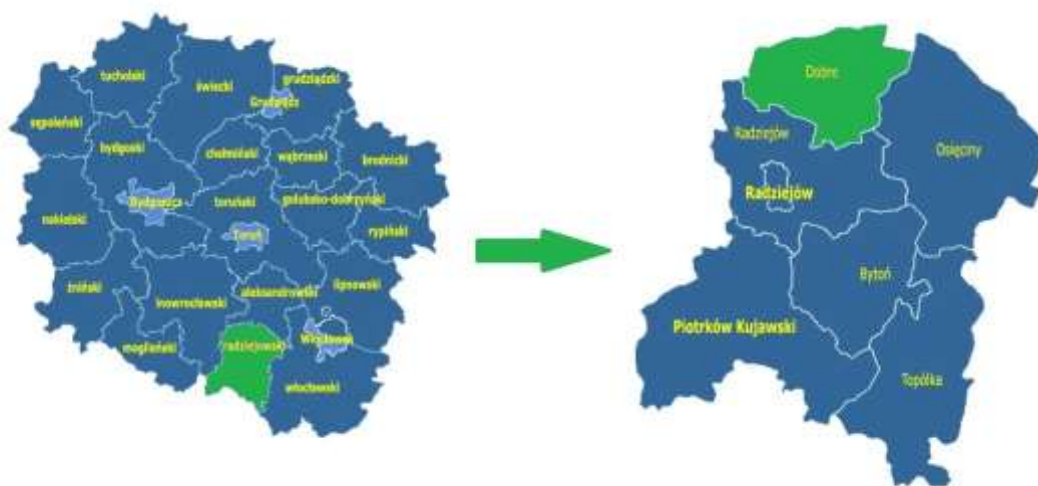 tucholski
świecki
grudziądzki
Grudziądz
sępoleński
bydgoski
chełmiński
wąbrzeski
brodnicki
Bydgoszcz
toruński
golubsko-dobrzyński
nakielski
Toruń
rypiński
żniński
inowrocławski
aleksandrowski
lipnowski
mogileński
radziejowski
Włocławek
włocławski
Dobre
Radziejów
Osięciny
Radziejów
Bytoń
Piotrków Kujawski
Topólka